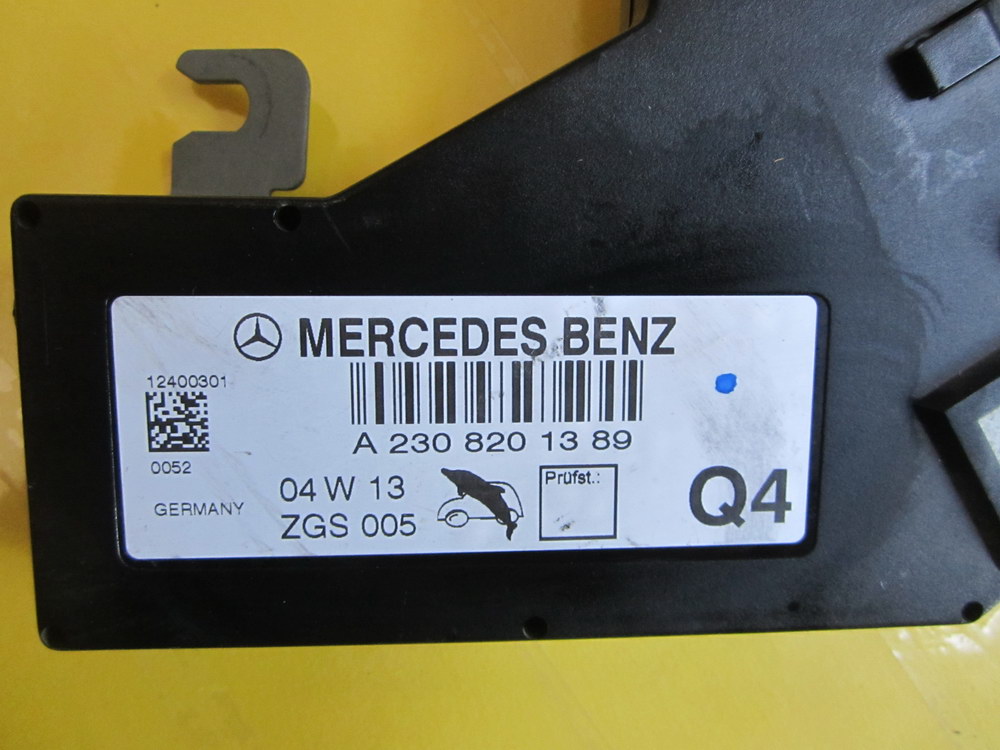 MERCEDES BENZ
12400301
A 230 820 13 89
0052
04 W 13
Prüfst.:
Q4
GERMANY
ZGS 005